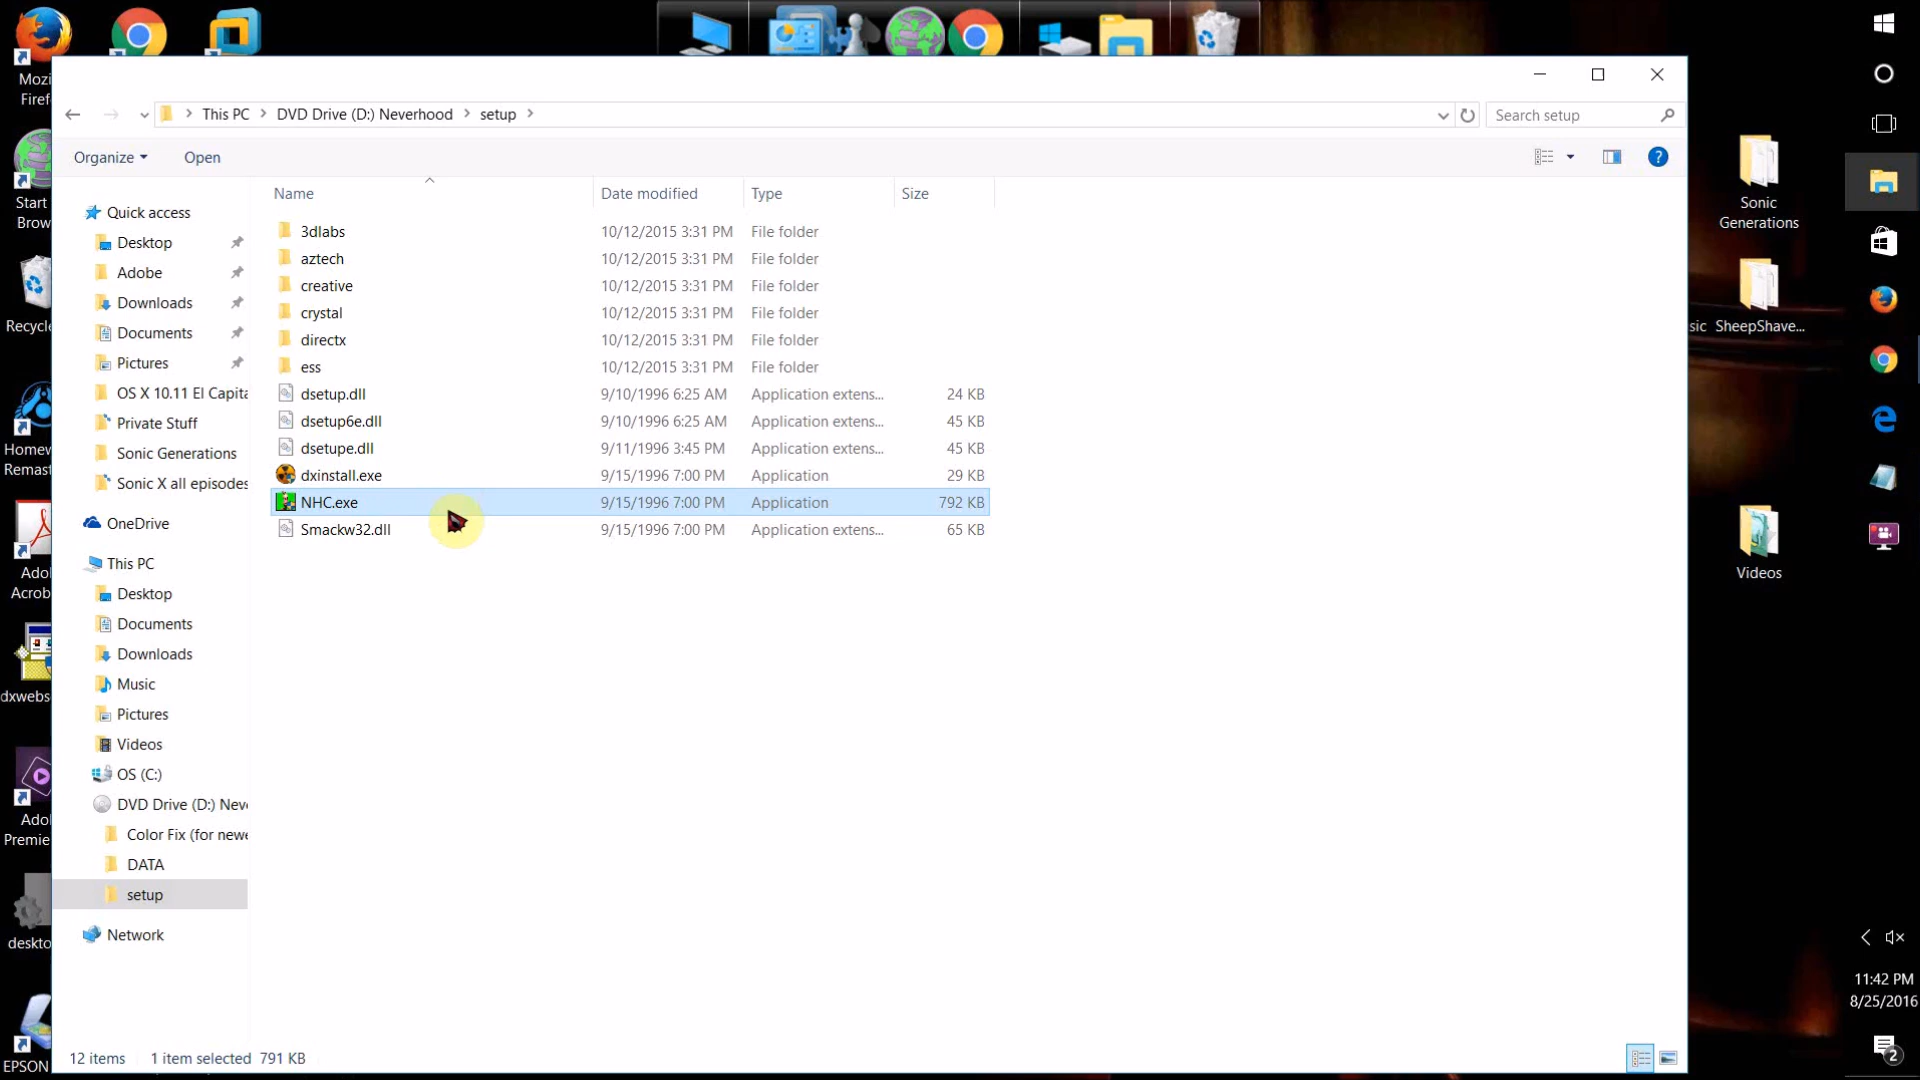 Mozi
Firef
Start
Brow
Recycle
Homew
Remast
Ado
Acrob
dxwebs
Ado
Premie
deskto
EPSON
This PC
DVD Drive (D:) Neverhood
setup
Search setup
Organize
Open
Name
Date modified
Type
Size
Quick access
Desktop
Adobe
Downloads
Documents
Pictures
OS X 10.11 El Capita
Private Stuff
Sonic Generations
Sonic X all episodes
OneDrive
This PC
Desktop
Documents
Downloads
Music
Pictures
Videos
OS (C:)
DVD Drive (D:) Nev
Color Fix (for newe
DATA
setup
Network
3dlabs 10/12/2015 3:31 PM File folder
aztech 10/12/2015 3:31 PM File folder
creative 10/12/2015 3:31 PM File folder
crystal 10/12/2015 3:31 PM File folder
directx 10/12/2015 3:31 PM File folder
ess 10/12/2015 3:31 PM File folder
dsetup.dll 9/10/1996 6:25 AM Application extens... 24 KB
dsetup6e.dll 9/10/1996 6:25 AM Application extens... 45 KB
dsetupe.dll 9/11/1996 3:45 PM Application extens... 45 KB
dxinstall.exe 9/15/1996 7:00 PM Application 29 KB
NHC.exe 9/15/1996 7:00 PM Application 792 KB
Smackw32.dll 9/15/1996 7:00 PM Application extens... 65 KB
12 items 1 item selected 791 KB
Sonic
Generations
sic
SheepShave...
Videos
11:42 PM
8/25/2016
2